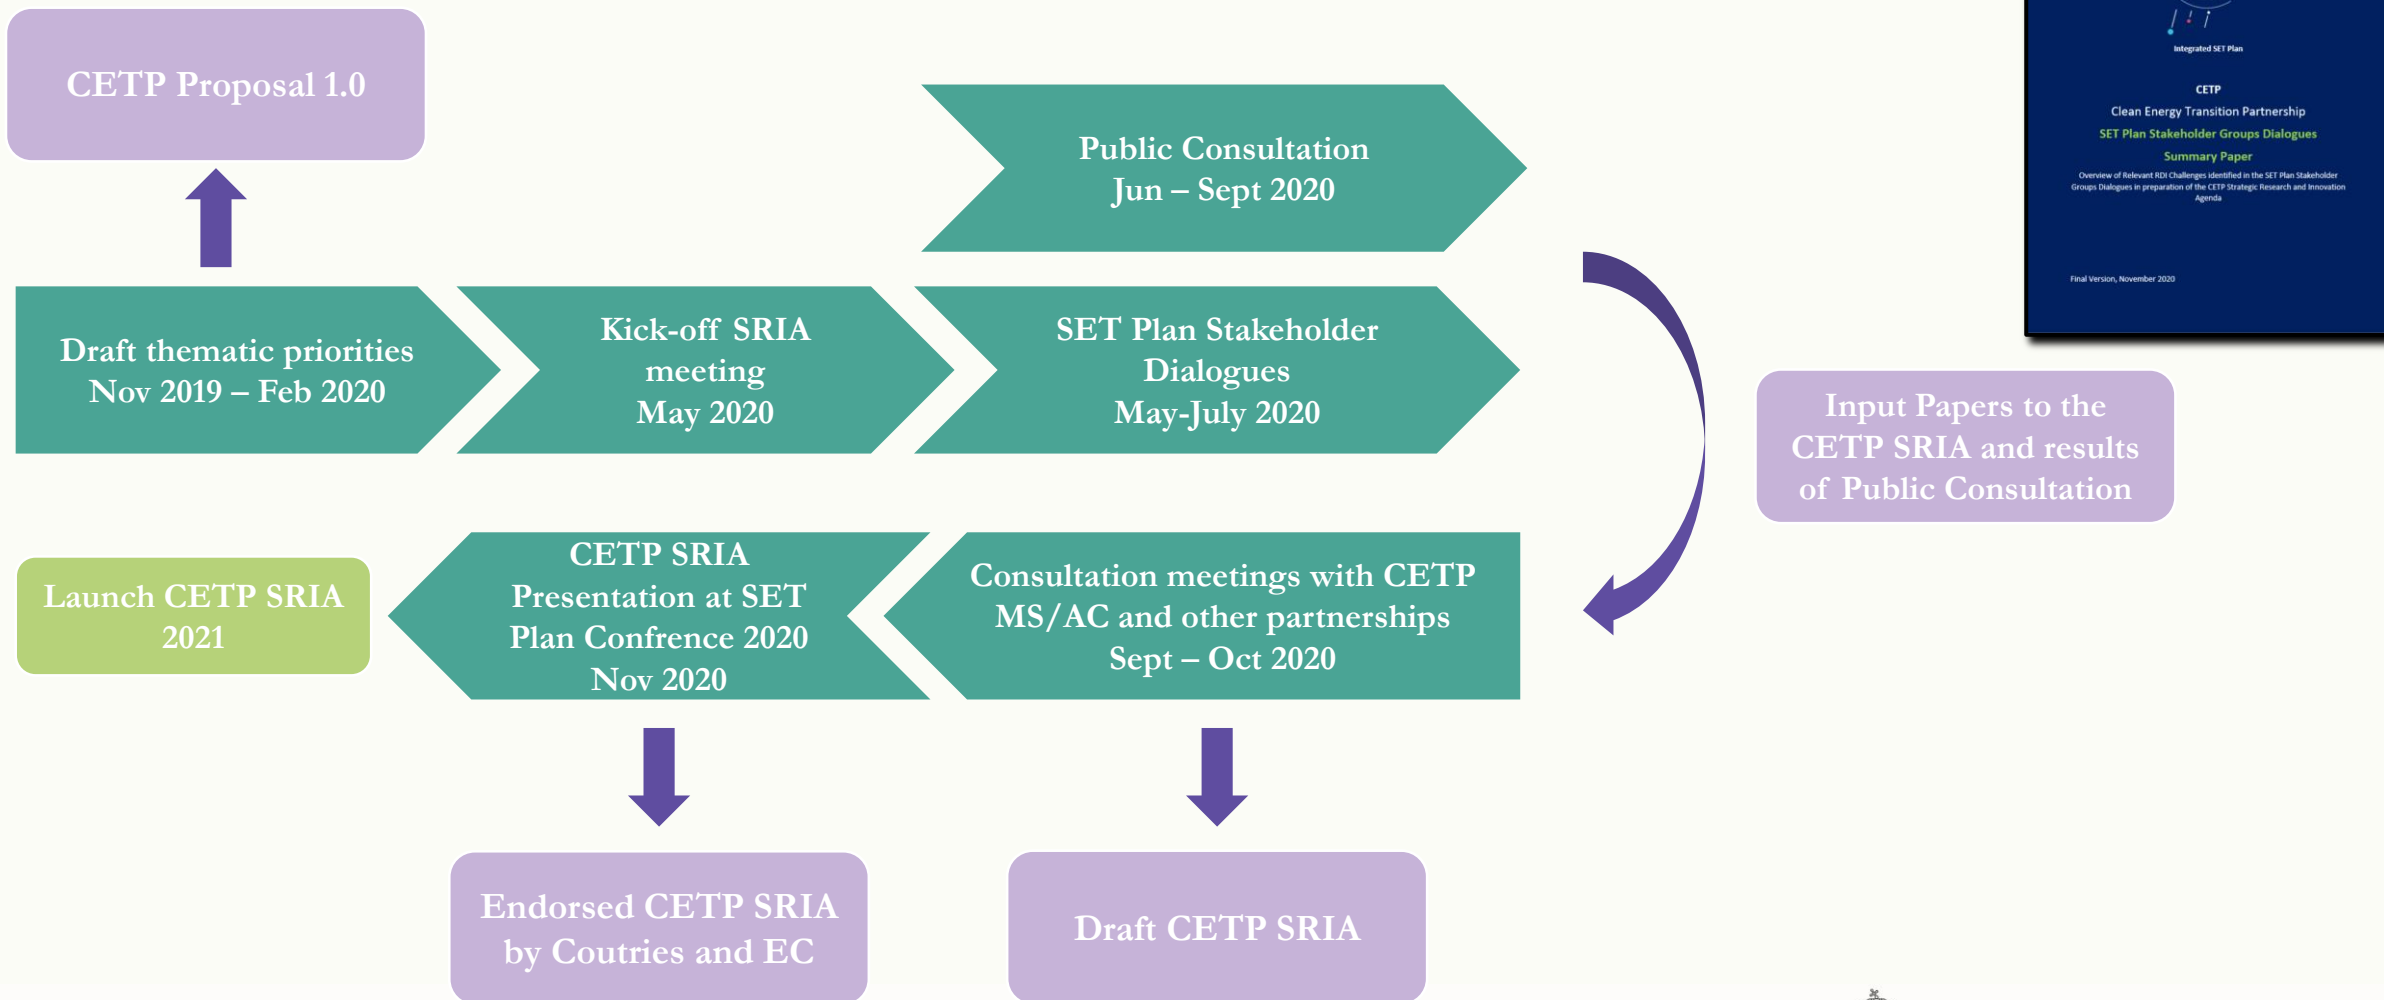 CETP Proposal 1.0
Integrated SET Plan
CETP
Clean Energy Transition Partnership
SET Plan Stakeholder Groups Dialogues
Summary Paper
Overview of Relevant RDI Challenges identified in the SET Plan Stakeholder
Groups Dialogues in preparation of the CETP Strategic Research and Innovation
Agenda
Final Version, November 2020
Public Consultation
Jun – Sept 2020
Draft thematic priorities
Nov 2019 – Feb 2020
Kick-off SRIA
meeting
May 2020
SET Plan Stakeholder
Dialogues
May-July 2020
Input Papers to the
CETP SRIA and results
of Public Consultation
Launch CETP SRIA
2021
CETP SRIA
Presentation at SET
Plan Confrence 2020
Nov 2020
Consultation meetings with CETP
MS/AC and other partnerships
Sept – Oct 2020
Endorsed CETP SRIA
by Coutries and EC
Draft CETP SRIA